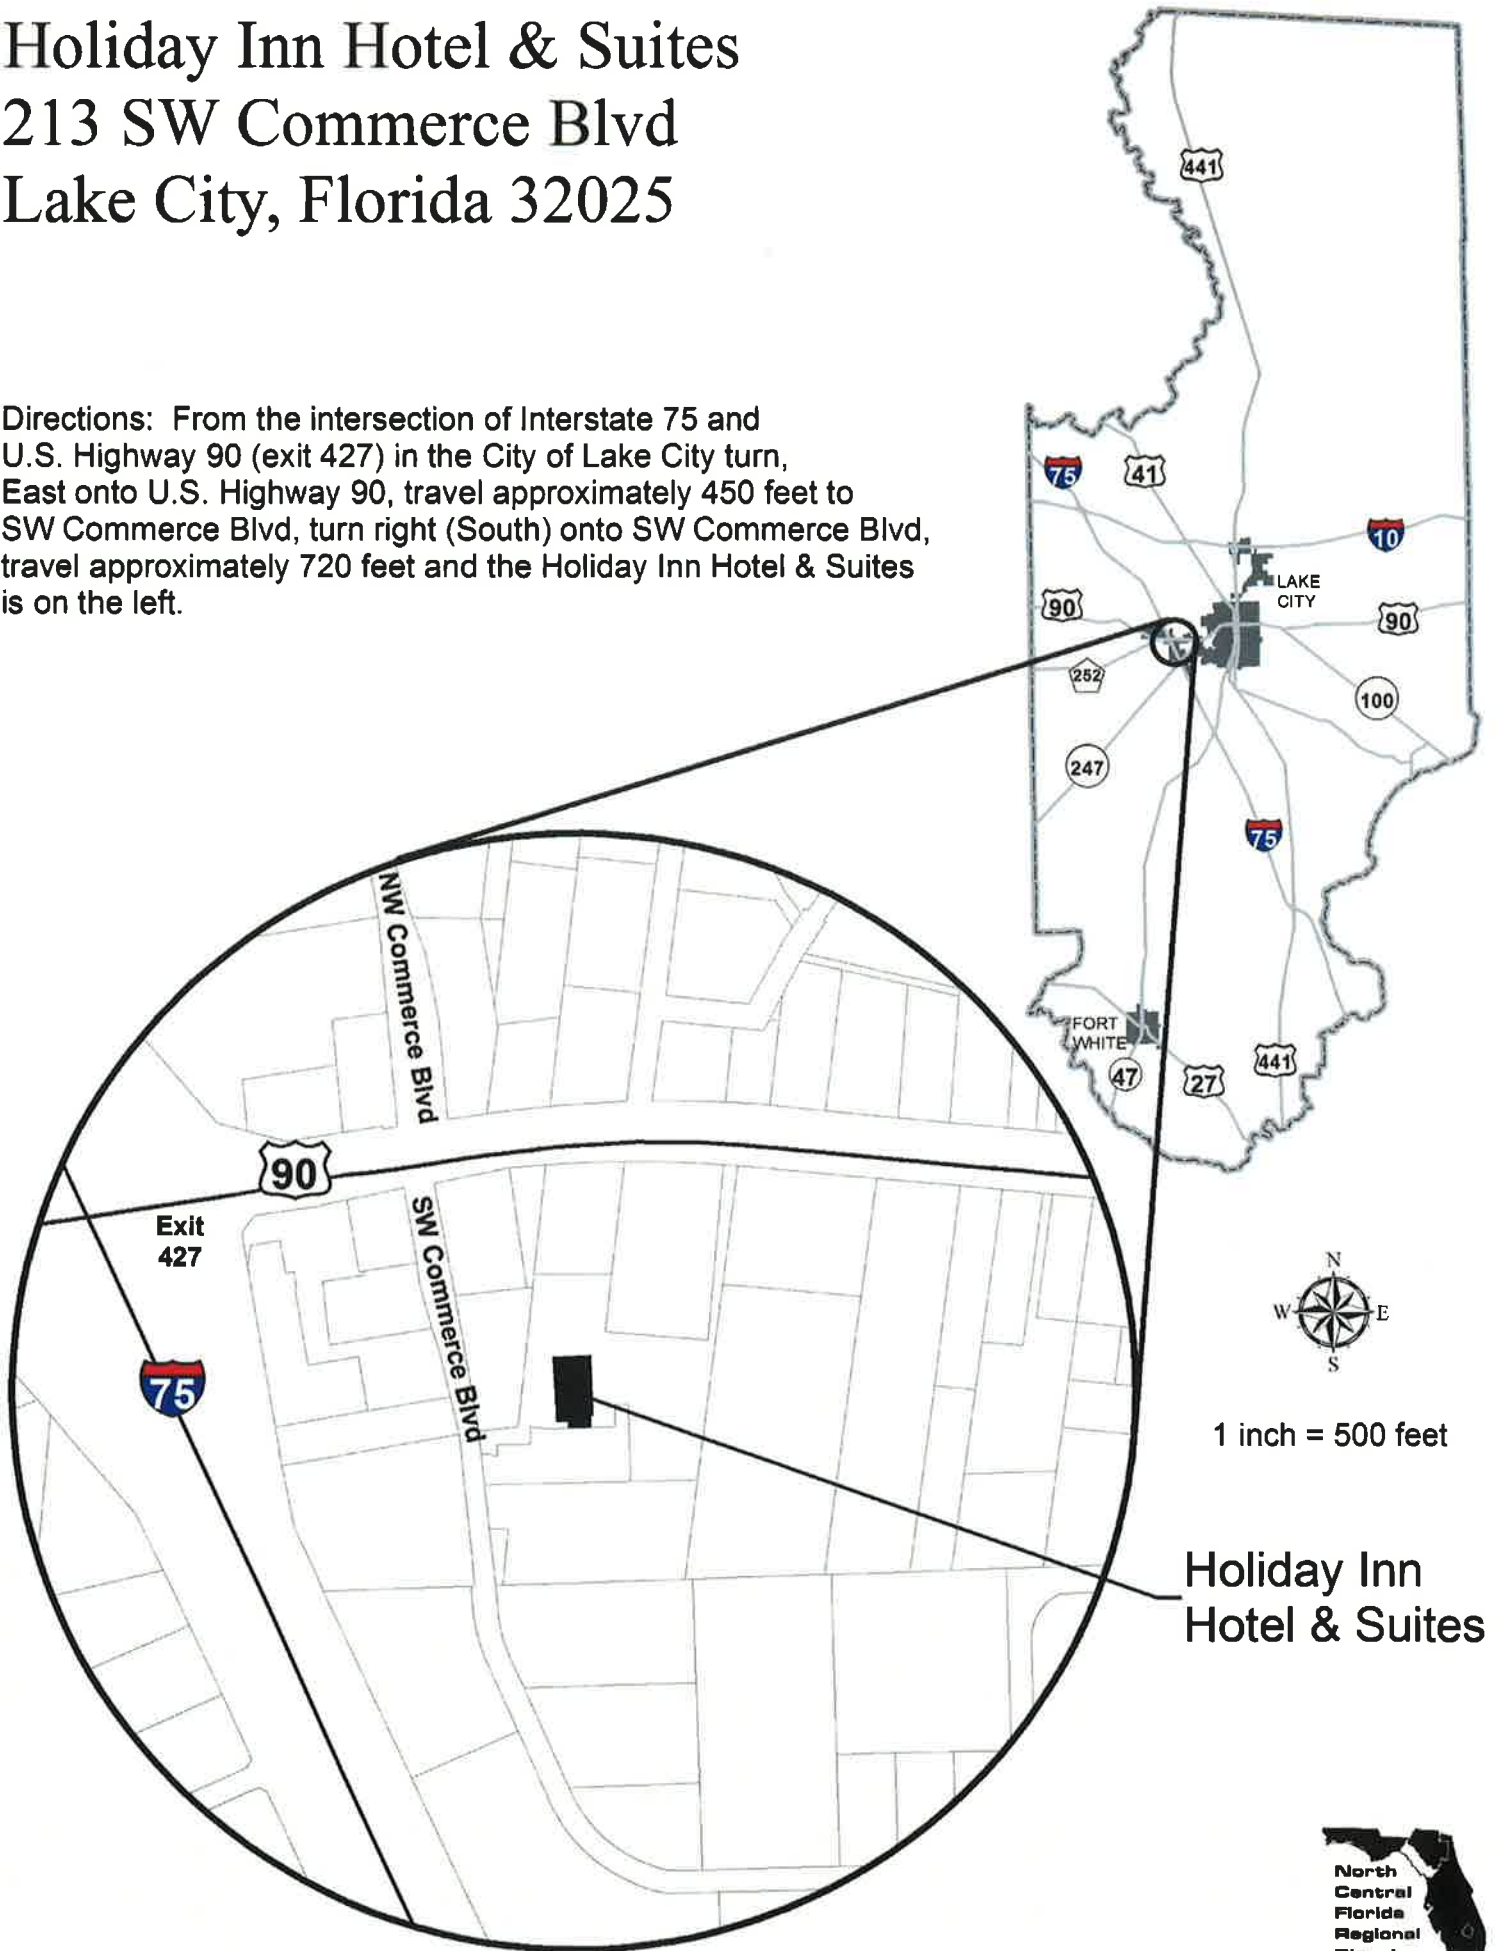 Holiday Inn Hotel & Suites
213 SW Commerce Blvd
Lake City, Florida 32025
Directions: From the intersection of Interstate 75 and
U.S. Highway 90 (exit 427) in the City of Lake City turn,
East onto U.S. Highway 90, travel approximately 450 feet to
SW Commerce Blvd, turn right (South) onto SW Commerce Blvd,
travel approximately 720 feet and the Holiday Inn Hotel & Suites
is on the left.
441
75
41
10
LAKE
CITY
90
90
252
100
247
75
FORT
WHITE
47
27
441
NW Commerce Blvd
90
Exit
427
SW Commerce Blvd
75
N
W
E
S
1 inch = 500 feet
Holiday Inn
Hotel & Suites
North
Central
Florida
Regional